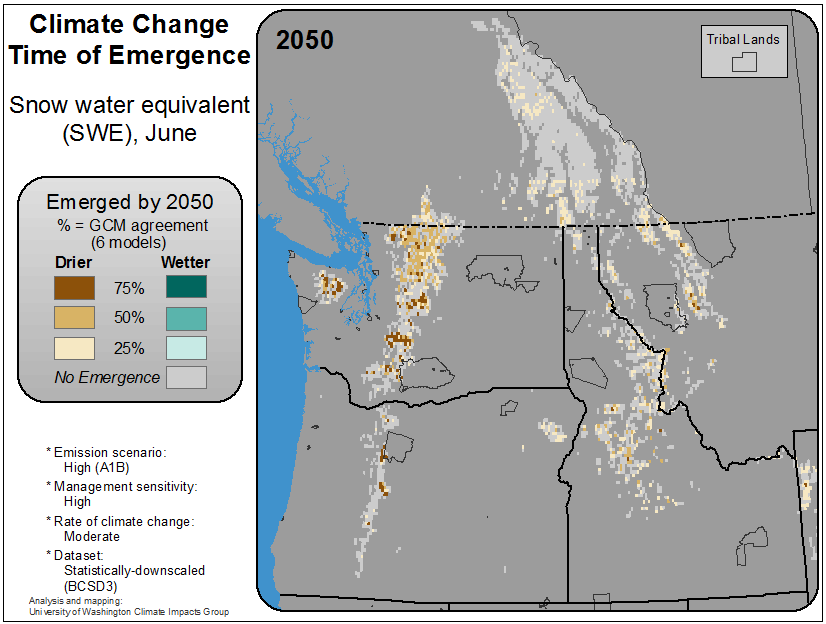 Climate Change
Time of Emergence
Snow water equivalent
(SWE), June
Emerged by 2050
% = GCM agreement
(6 models)
Drier Wetter
75%
50%
25%
No Emergence
* Emission scenario:
High (A1B)
* Management sensitivity:
High
* Rate of climate change:
Moderate
* Dataset:
Statistically-downscaled
(BCSD3)
Analysis and mapping:
University of Washington Climate Impacts Group
2050
Tribal Lands